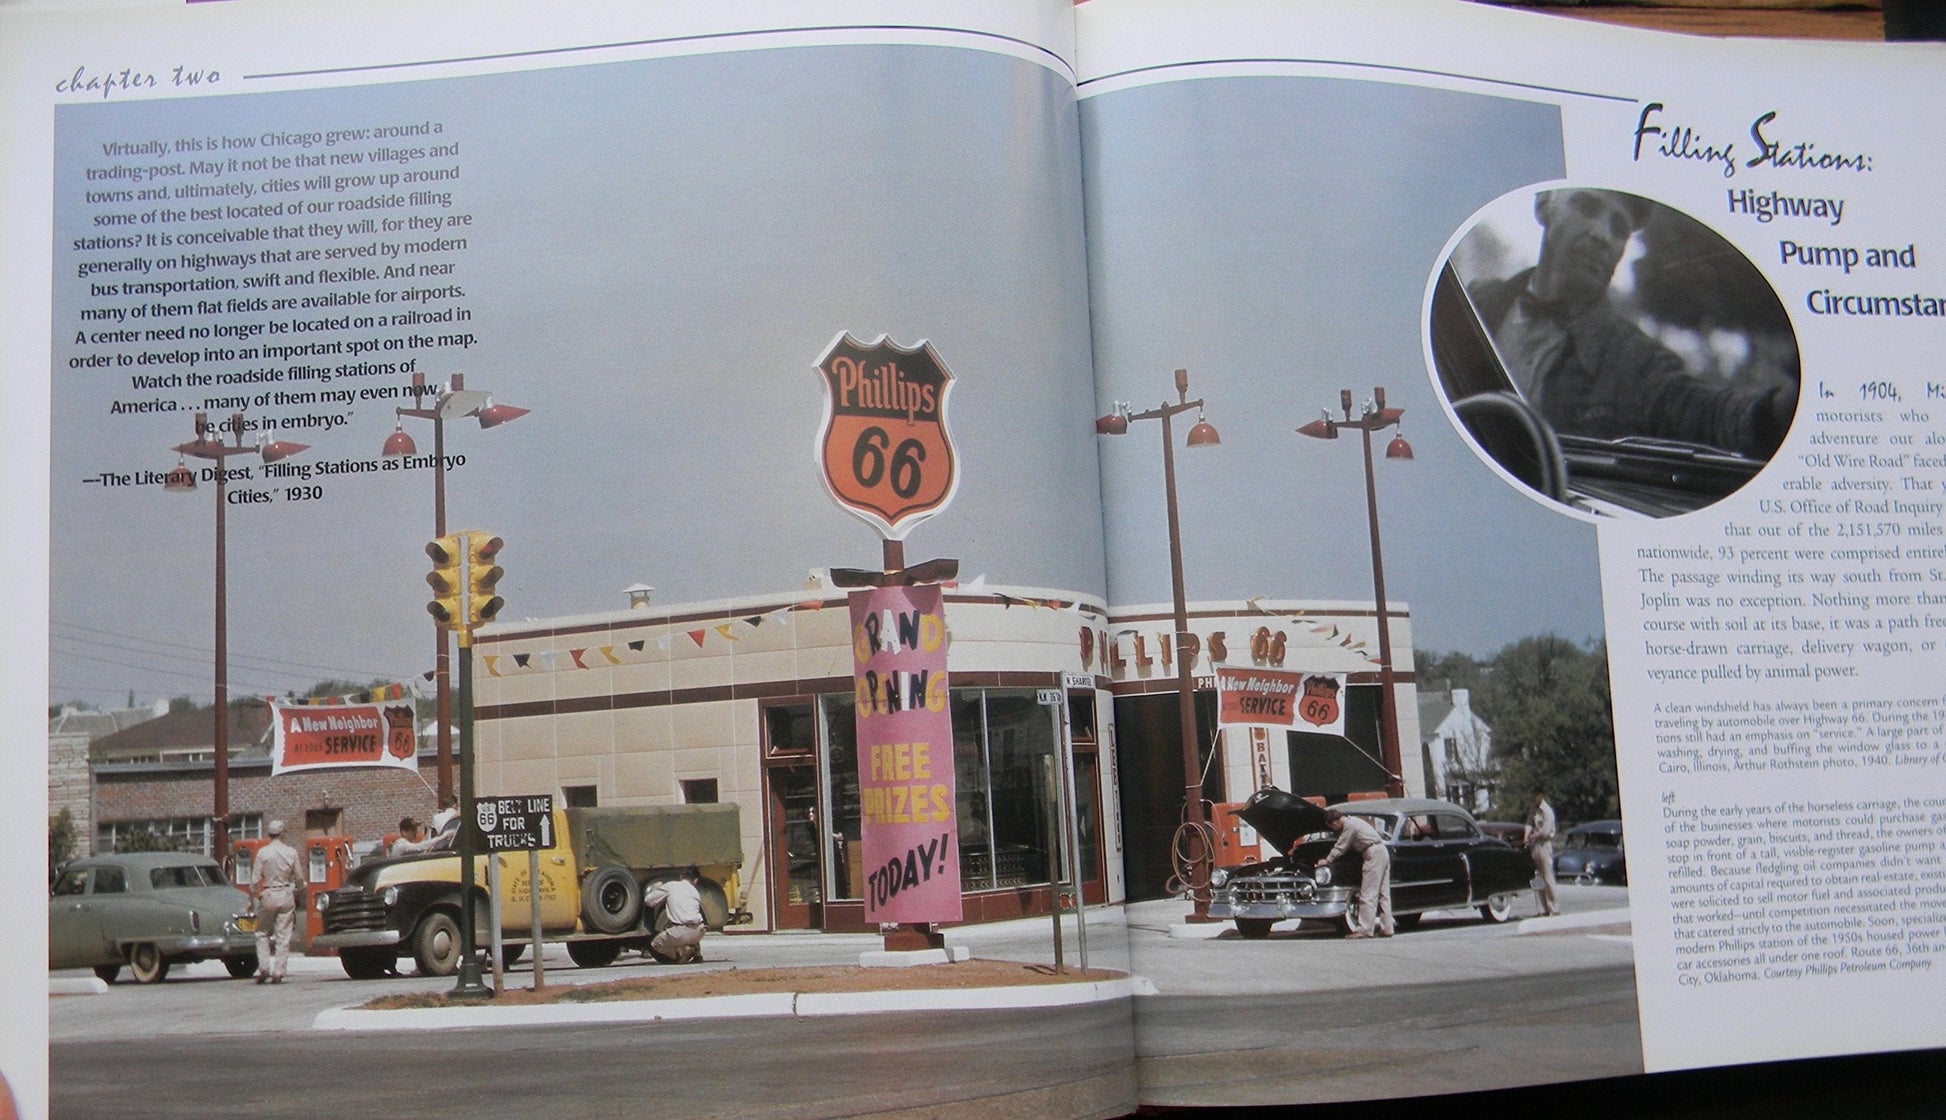 chapter two
Virtually, this is how Chicago grew: around a
trading-post. May it not be that new villages and
towns and, ultimately, cities will grow up around
some of the best located of our roadside filling
stations? It is conceivable that they will, for they are
generally on highways that are served by modern
bus transportation, swift and flexible. And near
many of them flat fields are available for airports.
A center need no longer be located on a railroad in
order to develop into an important spot on the map.
Watch the roadside filling stations of
America . . . many of them may even now
be cities in embryo."
—The Literary Digest, "Filling Stations as Embryo
Cities," 1930
Phillips
66
GRAND
OPENING
FREE
PRIZES
TODAY!
PHILLIPS 66
A New Neighbor
AT YOUR SERVICE
Phillips
66
A New Neighbor
SERVICE
Phillips
66
66
BELT LINE
FOR
TRUCKS
N. SHARTEL
N.W. 36TH
Filling Stations:
Highway
Pump and
In 1904,
motorists who
adventure out
"Old Wire Road" faced
erable adversity. That
U.S. Office of Road Inquiry
that out of the 2,151,570 miles
nationwide, 93 percent were comprised
The passage winding its way south from St.
Joplin was no exception. Nothing more than
course with soil at its base, it was a path
horse-drawn carriage, delivery wagon, or
veyance pulled by animal power.
A clean windshield has always been a primary concern
traveling by automobile over Highway 66. During the
tions still had an emphasis on "service." A large part of
washing, drying, and buffing the window glass to a
Cairo, Illinois, Arthur Rothstein photo, 1940. Library of
left
During the early years of the horseless carriage, the
of the businesses where motorists could purchase
soap powder, grain, biscuits, and thread, the owners of
stop in front of a tall, visible-register gasoline pump
refilled. Because fledgling oil companies didn't want
amounts of capital required to obtain real-estate,
were solicited to sell motor fuel and associated
that worked—until competition necessitated the
that catered strictly to the automobile. Soon,
modern Phillips station of the 1950s housed power
car accessories all under one roof. Route 66, 36th
City, Oklahoma. Courtesy Phillips Petroleum Company